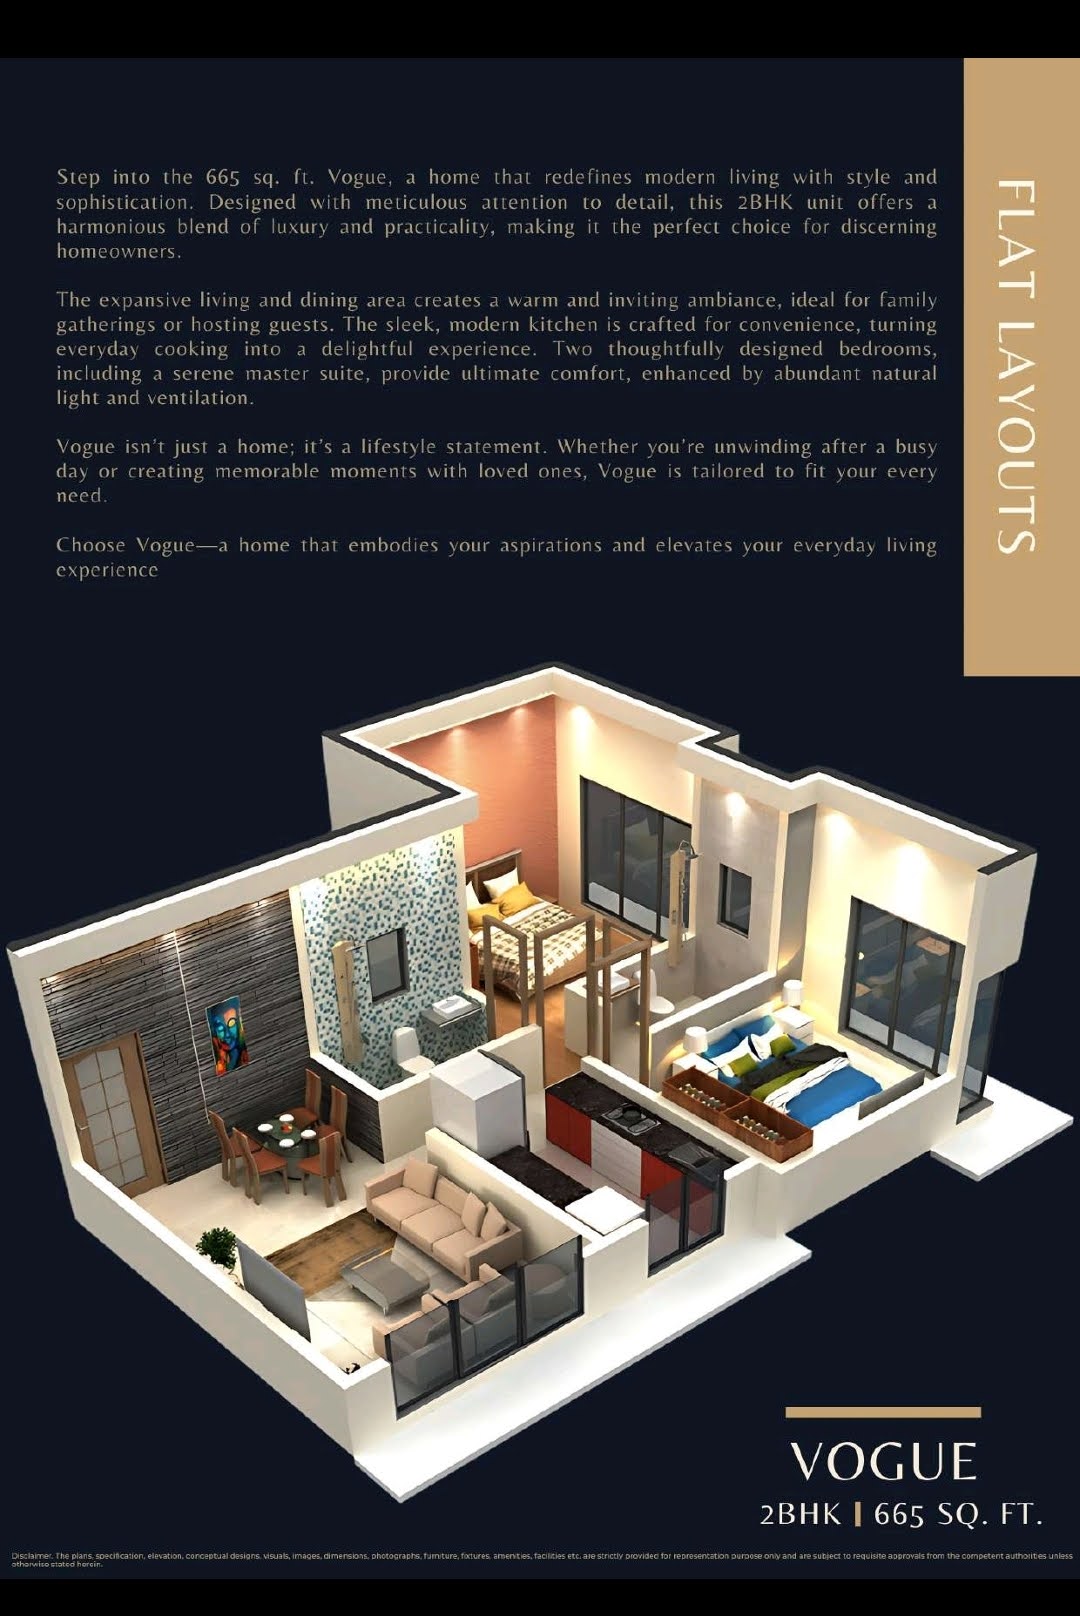 Step into the 665 sq. ft. Vogue, a home that redefines modern living with style and
sophistication. Designed with meticulous attention to detail, this 2BHK unit offers a
harmonious blend of luxury and practicality, making it the perfect choice for discerning
homeowners.
The expansive living and dining area creates a warm and inviting ambiance, ideal for family
gatherings or hosting guests. The sleek, modern kitchen is crafted for convenience, turning
everyday cooking into a delightful experience. Two thoughtfully designed bedrooms,
including a serene master suite, provide ultimate comfort, enhanced by abundant natural
light and ventilation.
Vogue isn't just a home; it's a lifestyle statement. Whether you're unwinding after a busy
day or creating memorable moments with loved ones, Vogue is tailored to fit your every
need.
Choose Vogue—a home that embodies your aspirations and elevates your everyday living
experience
FLAT LAYOUTS
VOGUE
2BHK | 665 SQ. FT.
Disclaimer. The plans, specification, elevation, conceptual designs, visuals, images, dimensions, photographs, furniture, fixtures, amenities, facilities etc. are strictly provided for representation purpose only and are subject to requisite approvals from the competent authorities unless
otherwise stated herein.